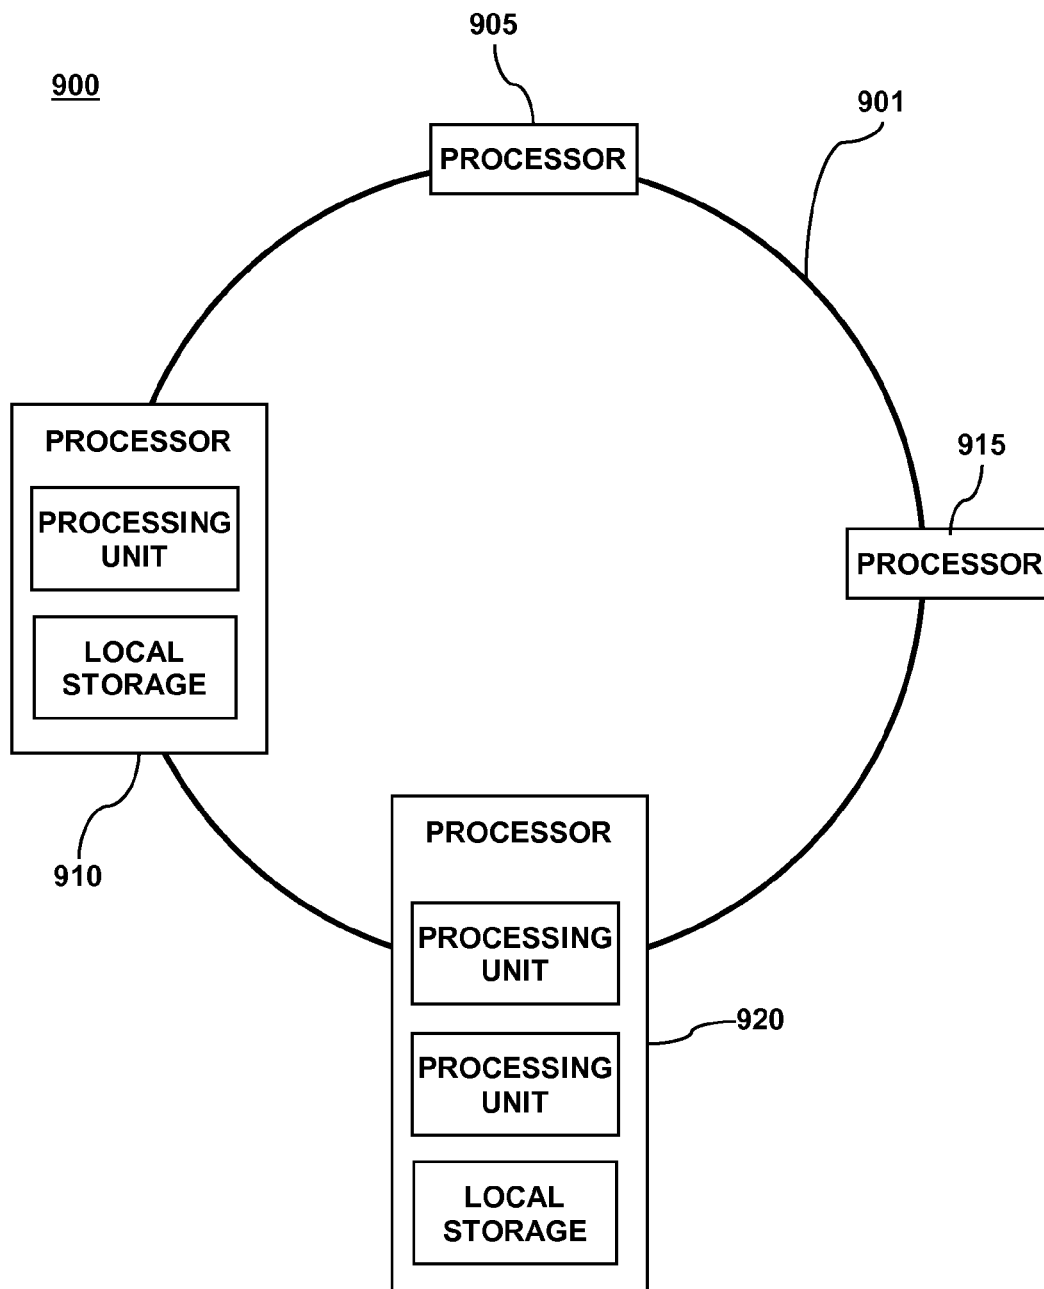 905
900
901
PROCESSOR
915
PROCESSOR
PROCESSOR
PROCESSING
UNIT
LOCAL
STORAGE
910
PROCESSOR
PROCESSING
UNIT
920
PROCESSING
UNIT
LOCAL
STORAGE